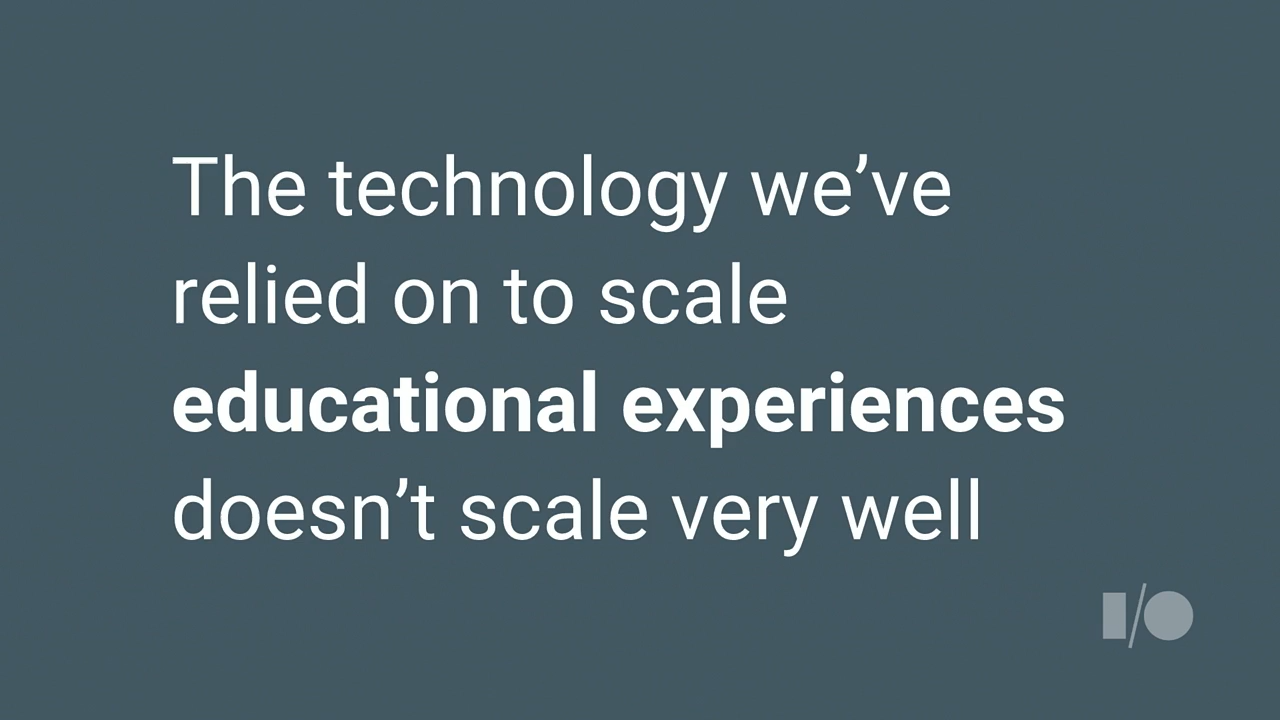 The technology we’ve
relied on to scale
educational experiences
doesn’t scale very well
I/O